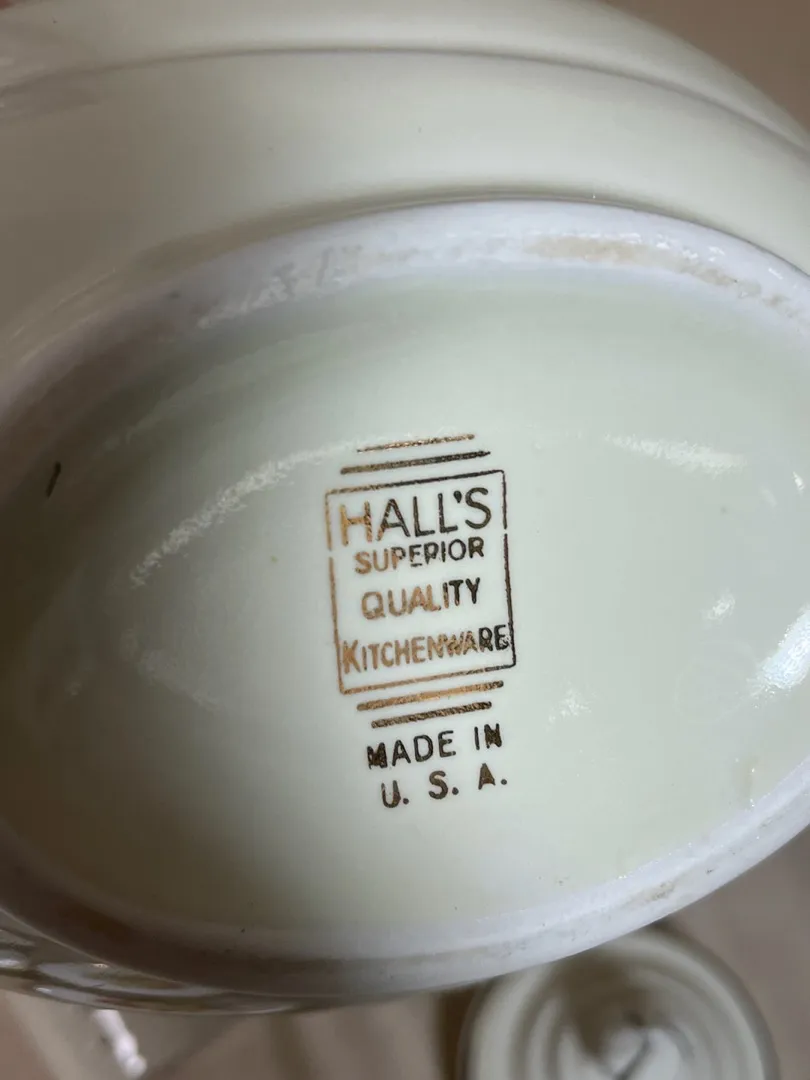 HALL'S
SUPERIOR
QUALITY
KITCHENWARE
MADE IN
U. S. A.